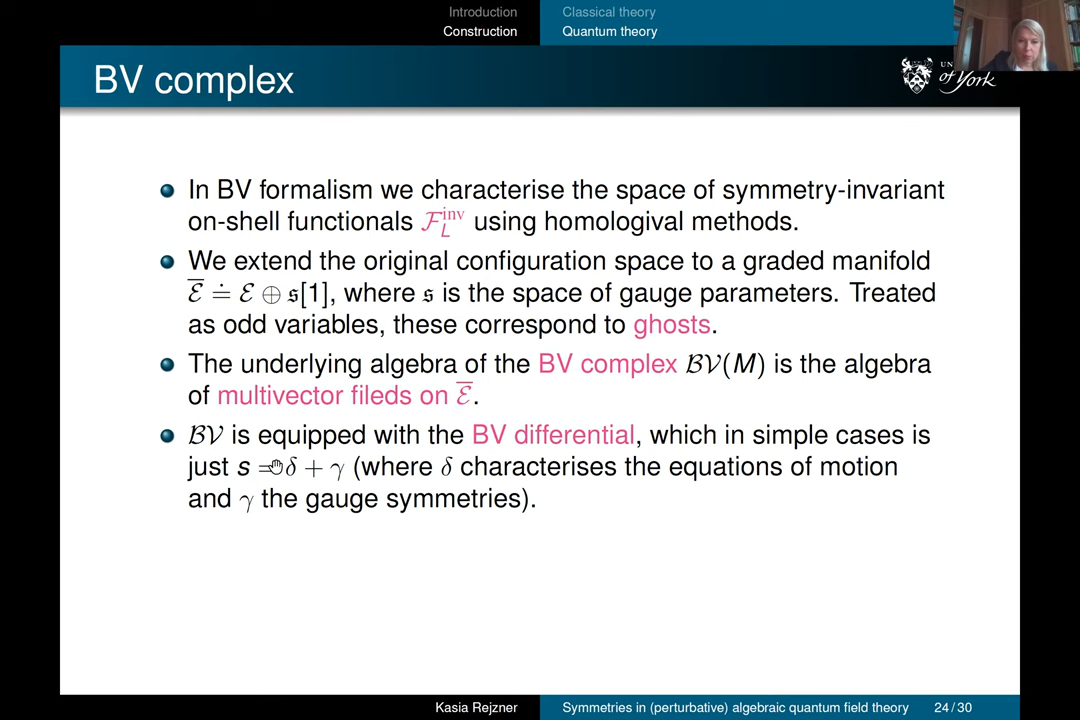 Introduction
Construction
Classical theory
Quantum theory
BV complex
UN
of York
In BV formalism we characterise the space of symmetry-invariant
on-shell functionals ℱ_L^inv using homologival methods.
We extend the original configuration space to a graded manifold
ℰ̅ ≐ ℰ ⊕ 𝔰[1], where 𝔰 is the space of gauge parameters. Treated
as odd variables, these correspond to ghosts.
The underlying algebra of the BV complex ℬ𝒱(M) is the algebra
of multivector fileds on ℰ̅.
ℬ𝒱 is equipped with the BV differential, which in simple cases is
just s = δ + γ (where δ characterises the equations of motion
and γ the gauge symmetries).
Kasia Rejzner
Symmetries in (perturbative) algebraic quantum field theory
24 / 30